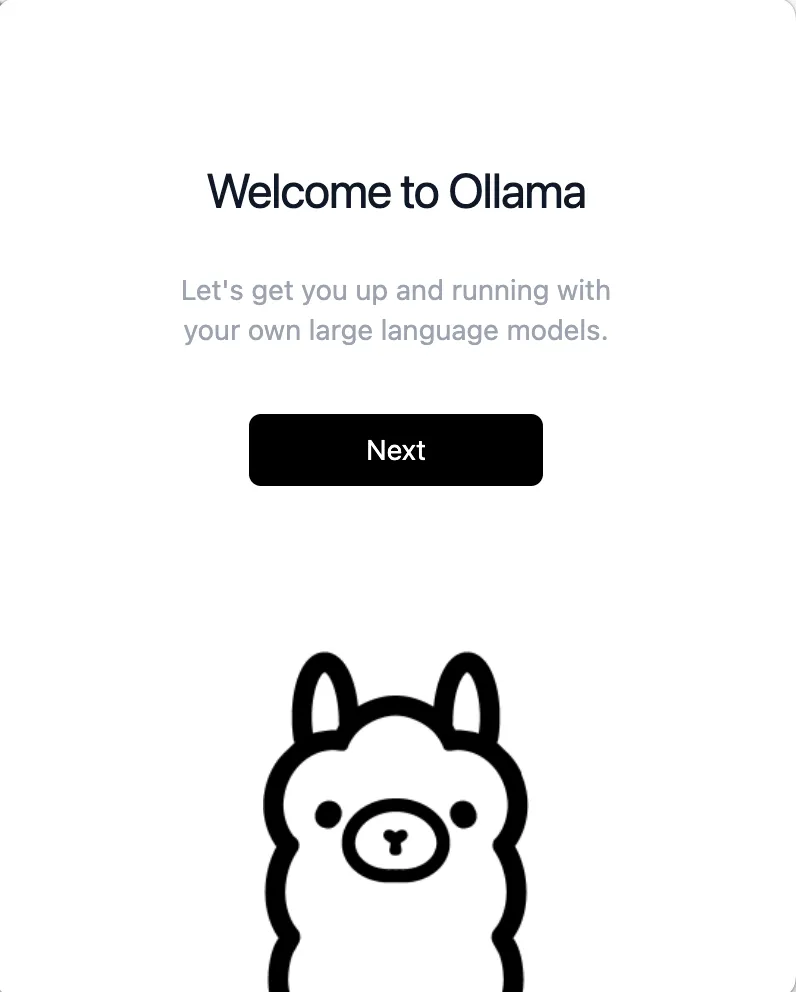 Welcome to Ollama
Let's get you up and running with
your own large language models.
Next